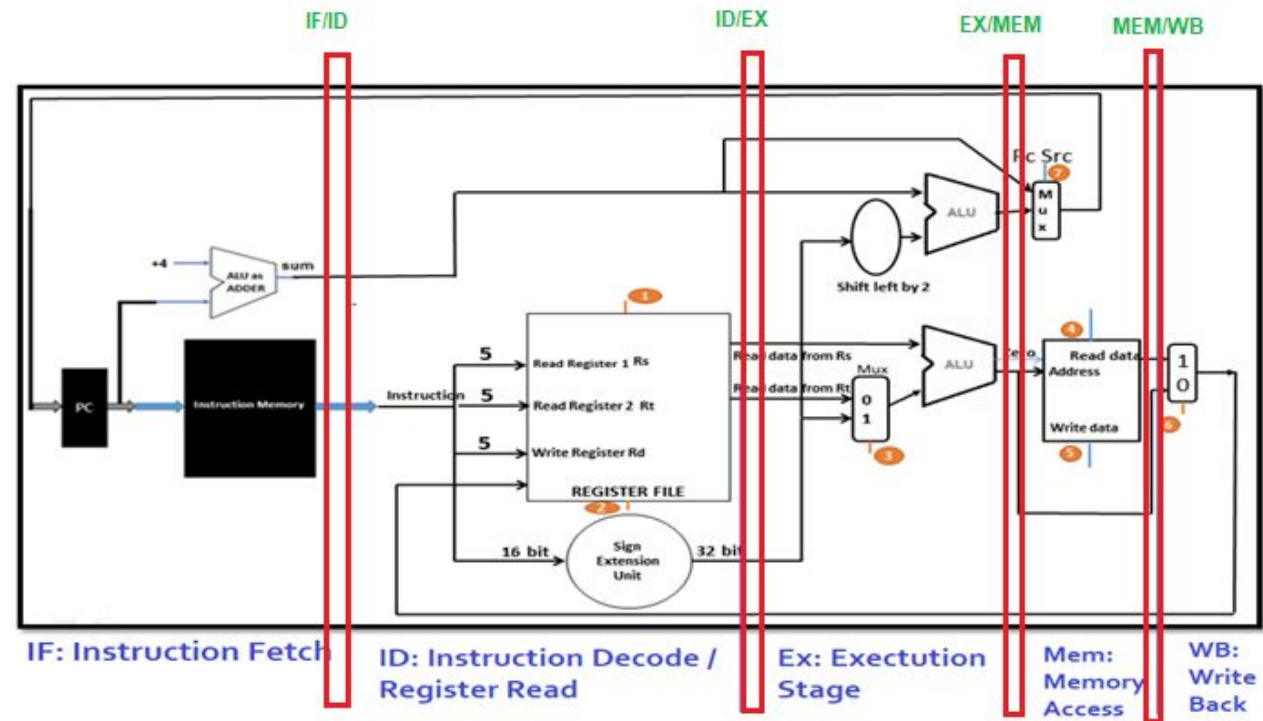 IF/ID
ID/EX
EX/MEM
MEM/WB
Pc Src
7
M
u
x
ALU
+4
ALU as
ADDER
sum
Shift left by 2
1
PC
Instruction Memory
Instruction
5
Read Register 1 Rs
5
Read Register 2 Rt
5
Write Register Rd
REGISTER FILE
2
16 bit
Sign
Extension
Unit
32 bit
Read data from Rs
Read data from Rt
Mux
0
1
3
ALU
Zero
4
Read data
Address
Write data
5
1
0
6
IF: Instruction Fetch
ID: Instruction Decode /
Register Read
Ex: Exectution
Stage
Mem:
Memory
Access
WB:
Write
Back